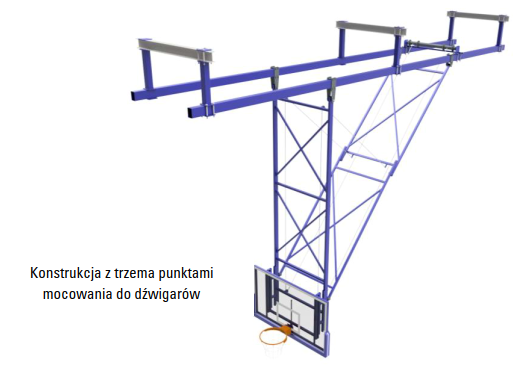 Konstrukcja z trzema punktami
mocowania do dźwigarów